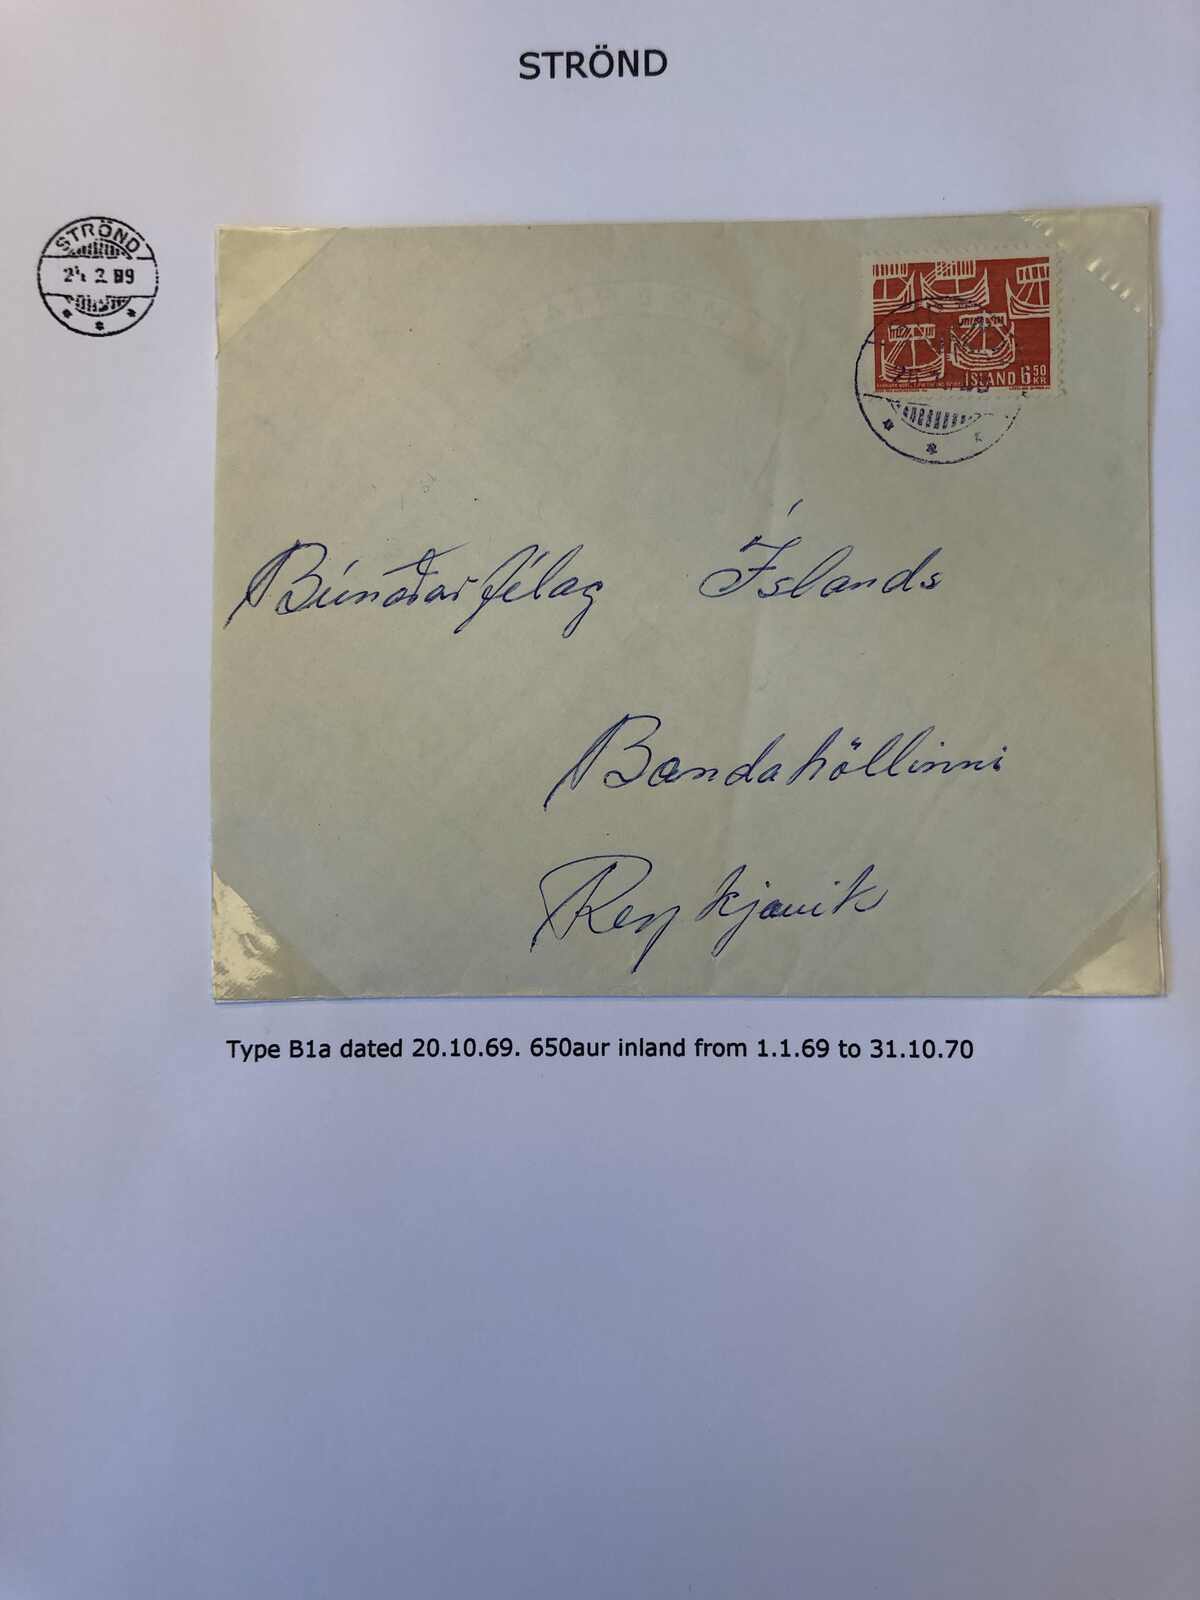 STRÖND
STRÖND
24. 2. 89
ÍSLAND 6 50 KR
Búnaðarfélag Íslands
Bændahöllinni
Reykjavik
Type B1a dated 20.10.69. 650aur inland from 1.1.69 to 31.10.70